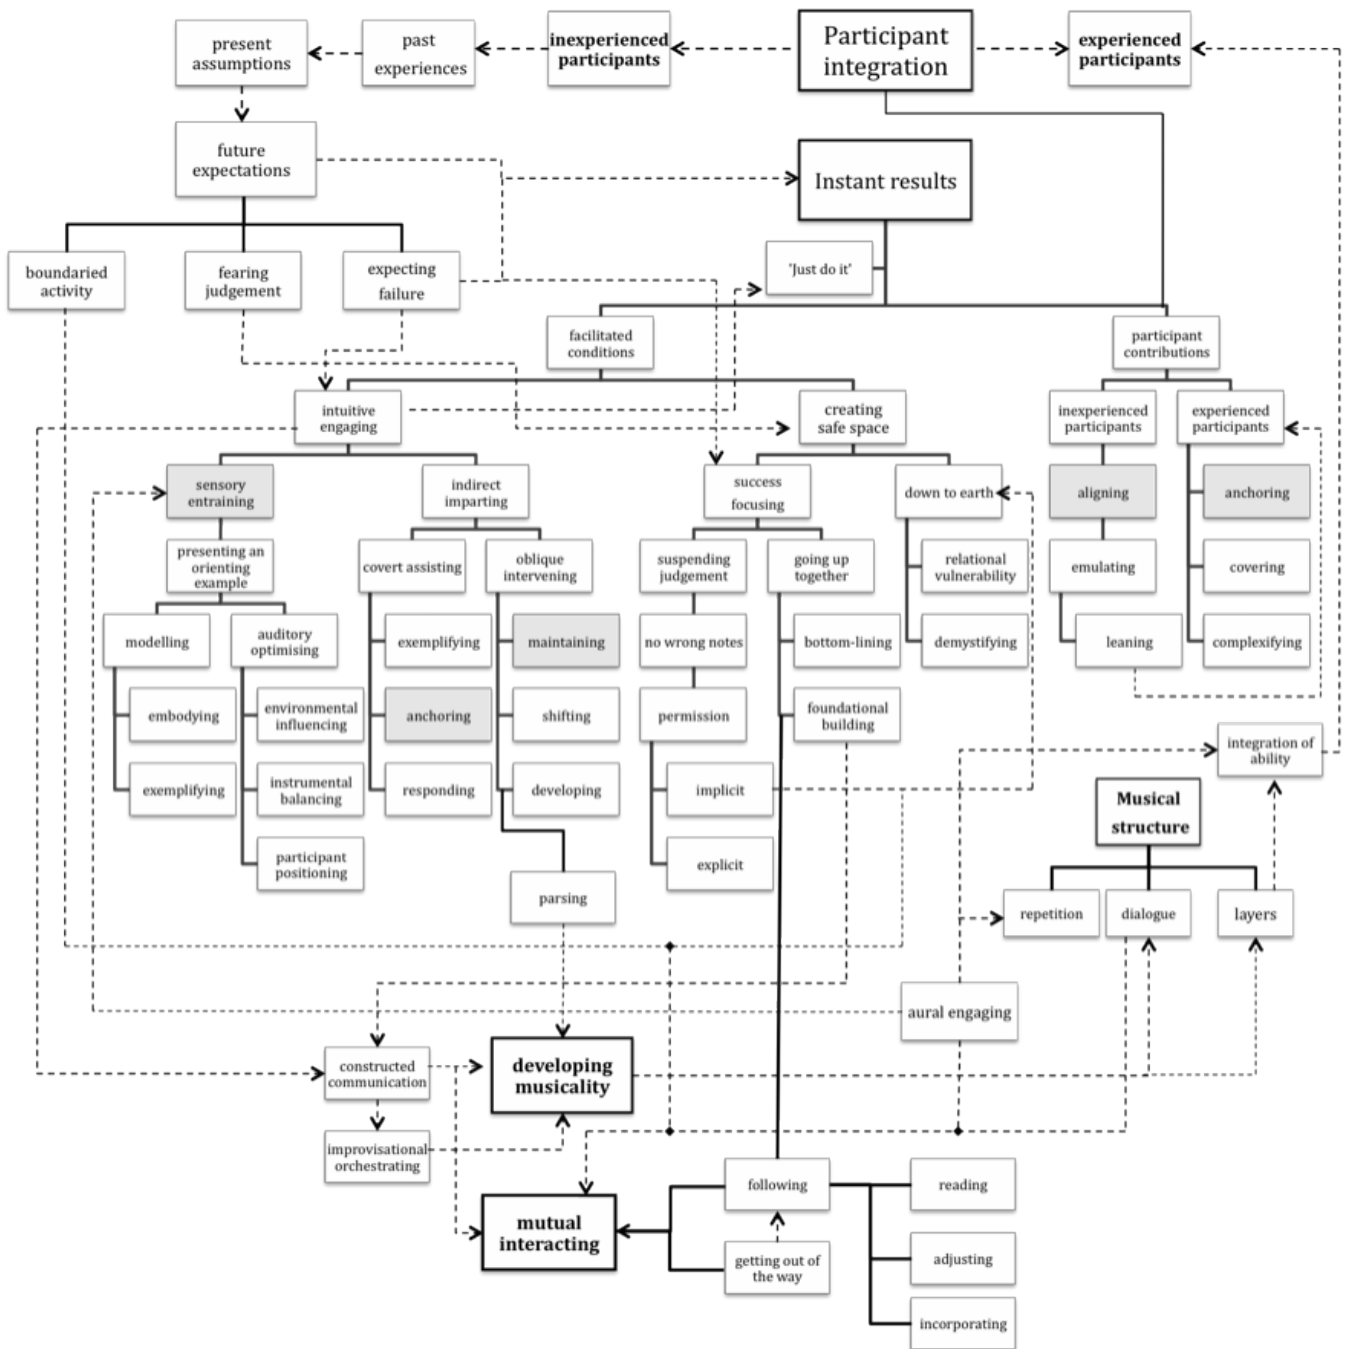 present
assumptions
past
experiences
inexperienced
participants
Participant
integration
experienced
participants
future
expectations
Instant results
boundaried
activity
fearing
judgement
expecting
failure
'Just do it'
facilitated
conditions
participant
contributions
intuitive
engaging
creating
safe space
inexperienced
participants
experienced
participants
sensory
entraining
indirect
imparting
success
focusing
down to earth
aligning
anchoring
presenting an
orienting
example
covert assisting
oblique
intervening
suspending
judgement
going up
together
relational
vulnerability
emulating
covering
modelling
auditory
optimising
exemplifying
maintaining
no wrong notes
bottom-lining
demystifying
leaning
complexifying
embodying
environmental
influencing
anchoring
shifting
permission
foundational
building
integration of
ability
exemplifying
instrumental
balancing
responding
developing
implicit
Musical
structure
participant
positioning
explicit
parsing
repetition
dialogue
layers
aural engaging
constructed
communication
developing
musicality
improvisational
orchestrating
following
reading
mutual
interacting
getting out of
the way
adjusting
incorporating